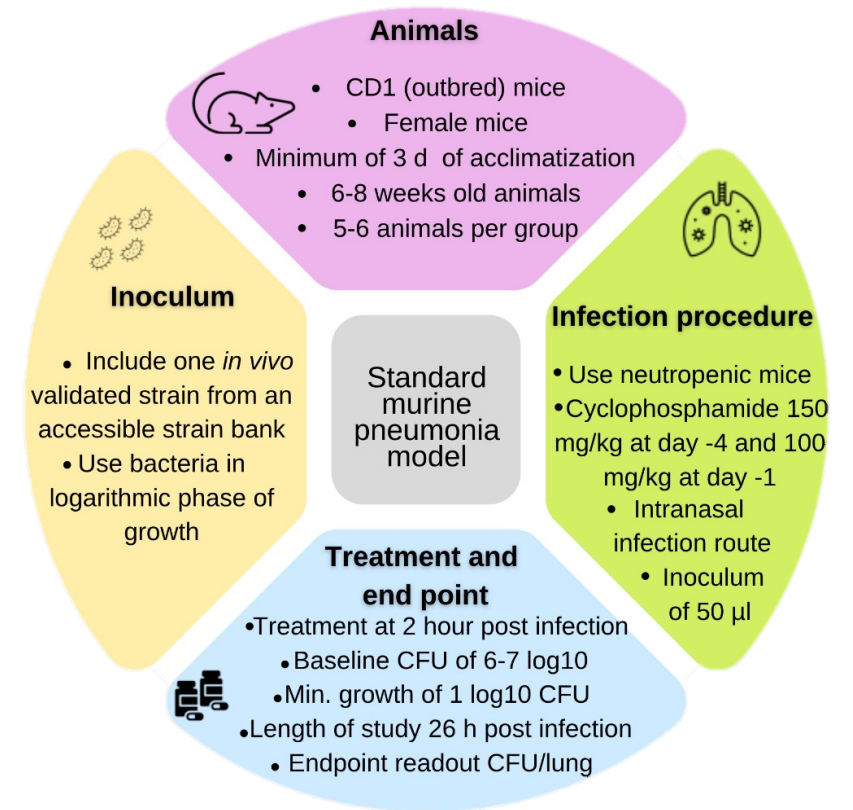 Animals
• CD1 (outbred) mice
• Female mice
• Minimum of 3 d of acclimatization
• 6-8 weeks old animals
• 5-6 animals per group
Inoculum
• Include one in vivo
validated strain from an
accessible strain bank
• Use bacteria in
logarithmic phase of
growth
Standard
murine
pneumonia
model
Infection procedure
• Use neutropenic mice
•Cyclophosphamide 150
mg/kg at day -4 and 100
mg/kg at day -1
• Intranasal
infection route
• Inoculum
of 50 µl
Treatment and
end point
•Treatment at 2 hour post infection
•Baseline CFU of 6-7 log10
•Min. growth of 1 log10 CFU
•Length of study 26 h post infection
• Endpoint readout CFU/lung